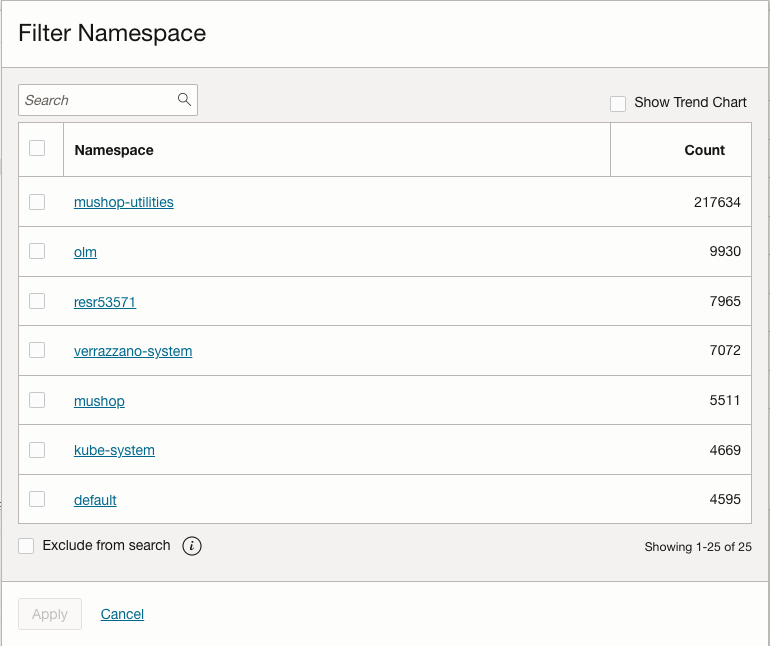 Filter Namespace
Search
Show Trend Chart
Namespace Count
mushop-utilities 217634
olm 9930
resr53571 7965
verrazzano-system 7072
mushop 5511
kube-system 4669
default 4595
Exclude from search i Showing 1-25 of 25
Apply Cancel